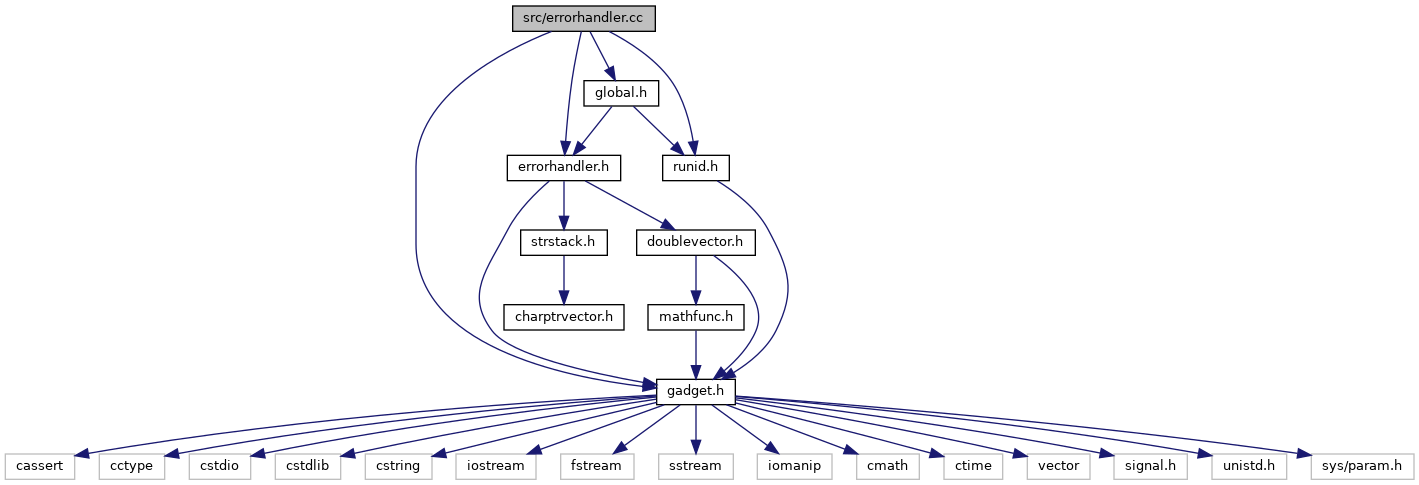 src/errorhandler.cc
global.h
errorhandler.h
runid.h
strstack.h
doublevector.h
charptrvector.h
mathfunc.h
gadget.h
cassert
cctype
cstdio
cstdlib
cstring
iostream
fstream
sstream
iomanip
cmath
ctime
vector
signal.h
unistd.h
sys/param.h